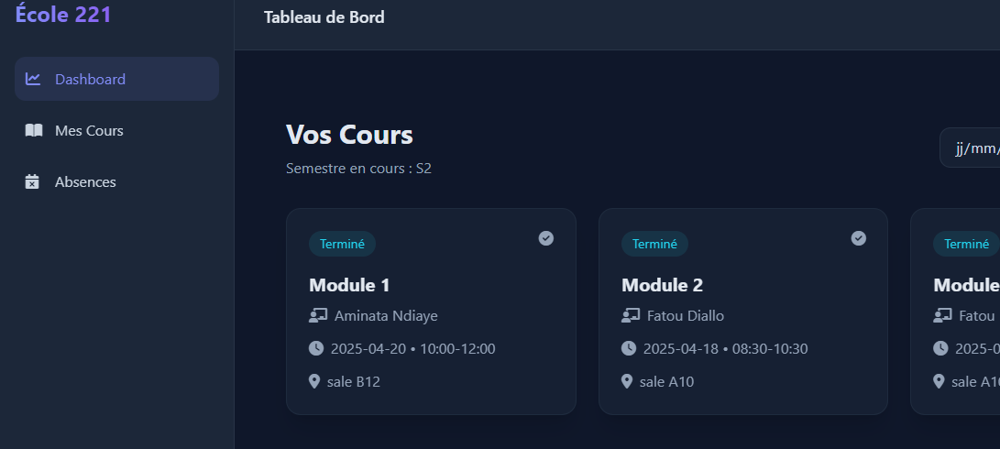 École 221
Dashboard
Mes Cours
Absences
Tableau de Bord
Vos Cours
Semestre en cours : S2
jj/mm/
Terminé
Module 1
Aminata Ndiaye
2025-04-20 • 10:00-12:00
sale B12
Terminé
Module 2
Fatou Diallo
2025-04-18 • 08:30-10:30
sale A10
Terminé
Module
Fatou
2025-0
sale A10